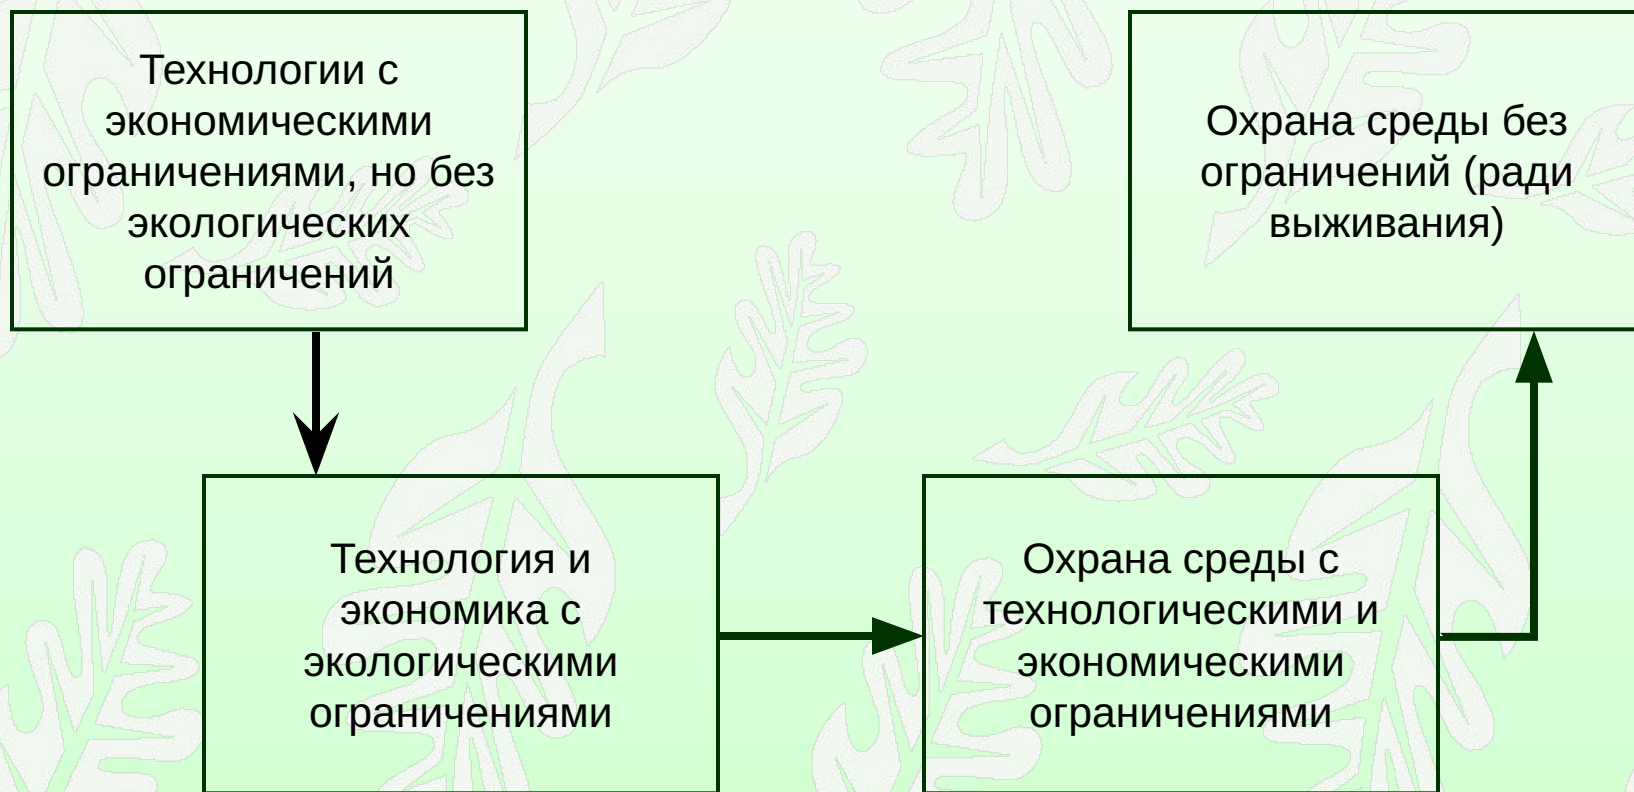 Технологии с
экономическими
ограничениями, но без
экологических
ограничений
Охрана среды без
ограничений (ради
выживания)
Технология и
экономика с
экологическими
ограничениями
Охрана среды с
технологическими и
экономическими
ограничениями